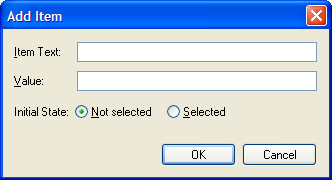 Add Item
Item Text:
Value:
Initial State: Not selected Selected
OK Cancel